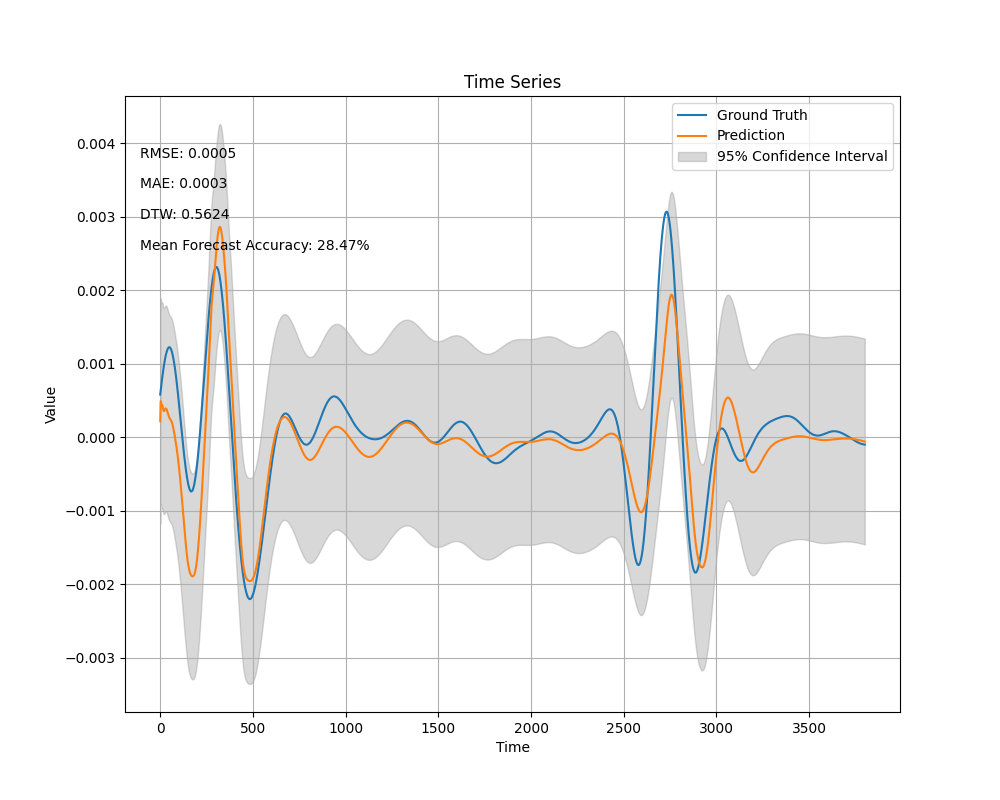 Time Series
Ground Truth
Prediction
95% Confidence Interval
RMSE: 0.0005
MAE: 0.0003
DTW: 0.5624
Mean Forecast Accuracy: 28.47%
Value
0.004
0.003
0.002
0.001
0.000
−0.001
−0.002
−0.003
0 500 1000 1500 2000 2500 3000 3500
Time